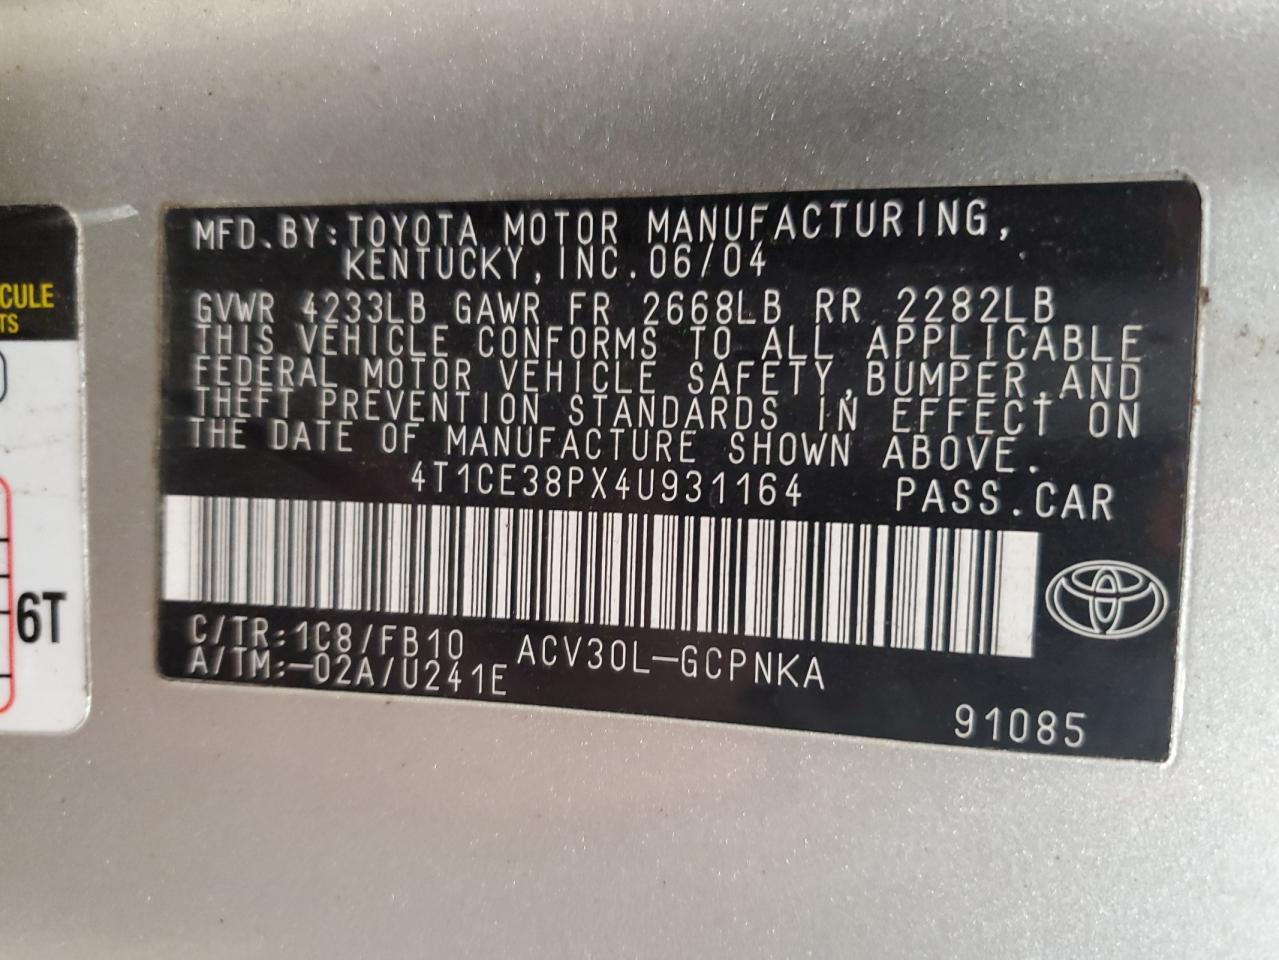 CULE
TS
6T
MFD.BY:TOYOTA MOTOR MANUFACTURING,
KENTUCKY,INC.06/04
GVWR 4233LB GAWR FR 2668LB RR 2282LB
THIS VEHICLE CONFORMS TO ALL APPLICABLE
FEDERAL MOTOR VEHICLE SAFETY,BUMPER,AND
THEFT PREVENTION STANDARDS IN EFFECT ON
THE DATE OF MANUFACTURE SHOWN ABOVE.
4T1CE38PX4U931164 PASS.CAR
C/TR:1C8/FB10 ACV30L-GCPNKA
A/TM:-02A/U241E
91085